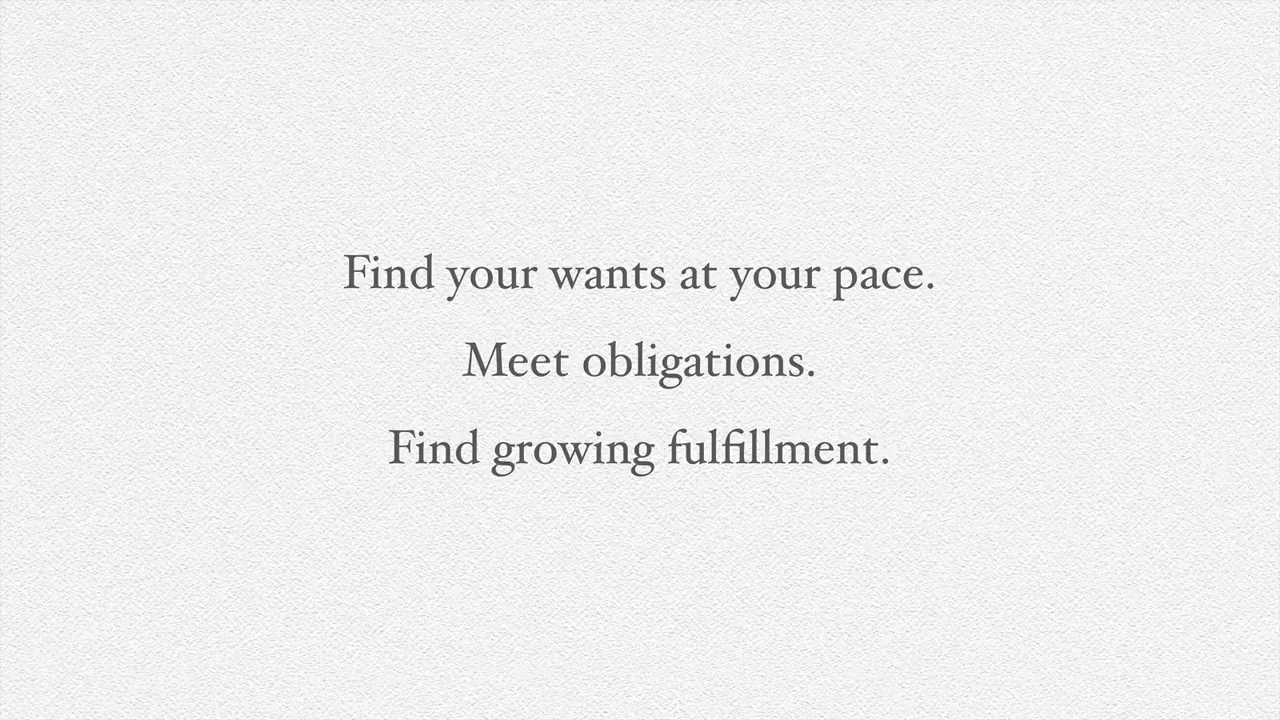 Find your wants at your pace.
Meet obligations.
Find growing fulfillment.